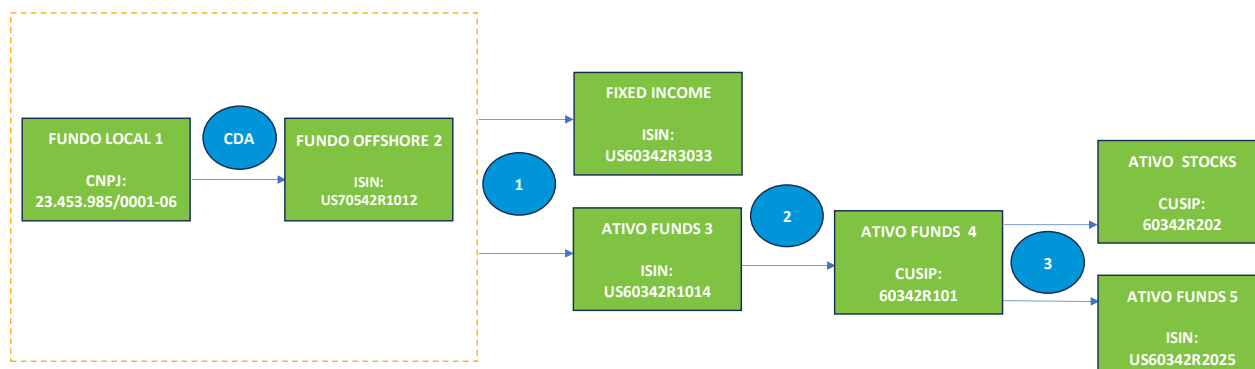 FUNDO LOCAL 1
CNPJ:
23.453.985/0001-06
CDA
FUNDO OFFSHORE 2
ISIN:
US70542R1012
1
FIXED INCOME
ISIN:
US60342R3033
ATIVO FUNDS 3
ISIN:
US60342R1014
2
ATIVO FUNDS 4
CUSIP:
60342R101
3
ATIVO STOCKS
CUSIP:
60342R202
ATIVO FUNDS 5
ISIN:
US60342R2025